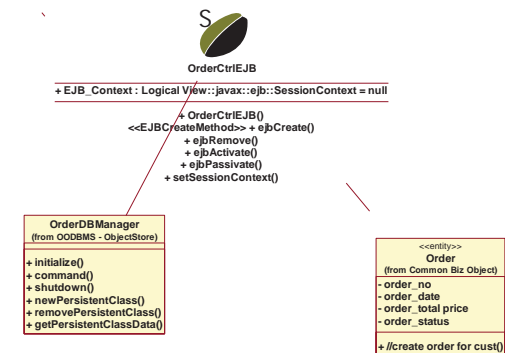 S
OrderCtrlEJB
+ EJB_Context : Logical View::javax::ejb::SessionContext = null
+ OrderCtrlEJB()
<<EJBCreateMethod>> + ejbCreate()
+ ejbRemove()
+ ejbActivate()
+ ejbPassivate()
+ setSessionContext()
OrderDBManager
(from OODBMS - ObjectStore)
+ initialize()
+ command()
+ shutdown()
+ newPersistentClass()
+ removePersistentClass()
+ getPersistentClassData()
<<entity>>
Order
(from Common Biz Object)
- order_no
- order_date
- order_total price
- order_status
+ //create order for cust()